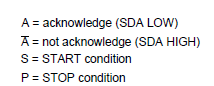 A = acknowledge (SDA LOW)
A̅ = not acknowledge (SDA HIGH)
S = START condition
P = STOP condition